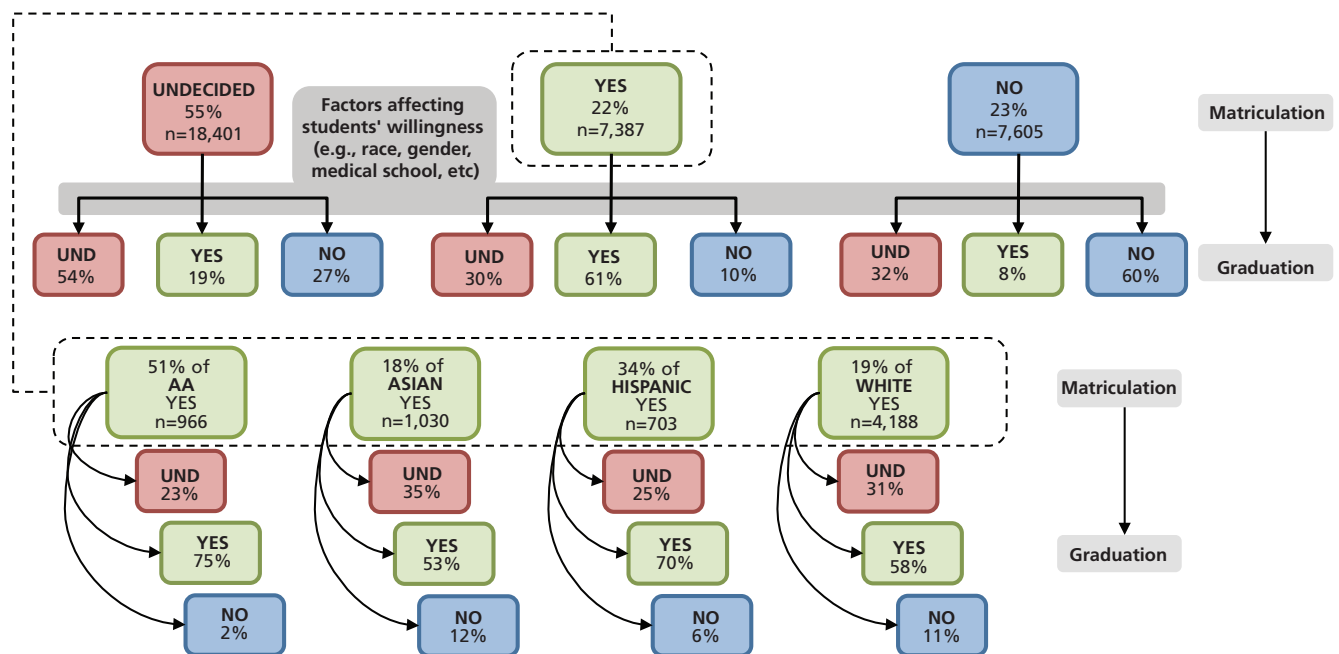 UNDECIDED
55%
n=18,401
Factors affecting
students' willingness
(e.g., race, gender,
medical school, etc)
YES
22%
n=7,387
NO
23%
n=7,605
Matriculation
UND
54%
YES
19%
NO
27%
UND
30%
YES
61%
NO
10%
UND
32%
YES
8%
NO
60%
Graduation
51% of
AA
YES
n=966
18% of
ASIAN
YES
n=1,030
34% of
HISPANIC
YES
n=703
19% of
WHITE
YES
n=4,188
Matriculation
UND
23%
UND
35%
UND
25%
UND
31%
YES
75%
YES
53%
YES
70%
YES
58%
Graduation
NO
2%
NO
12%
NO
6%
NO
11%